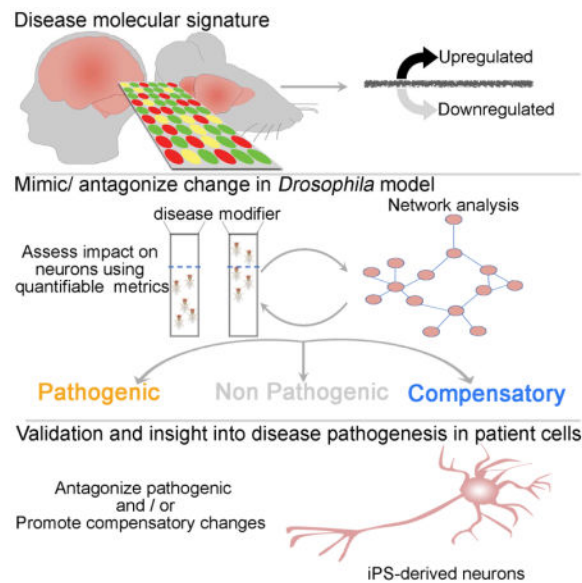 Disease molecular signature
Upregulated
Downregulated
Mimic/ antagonize change in Drosophila model
disease modifier
Network analysis
Assess impact on
neurons using
quantifiable metrics
Pathogenic
Non Pathogenic
Compensatory
Validation and insight into disease pathogenesis in patient cells
Antagonize pathogenic
and / or
Promote compensatory changes
iPS-derived neurons